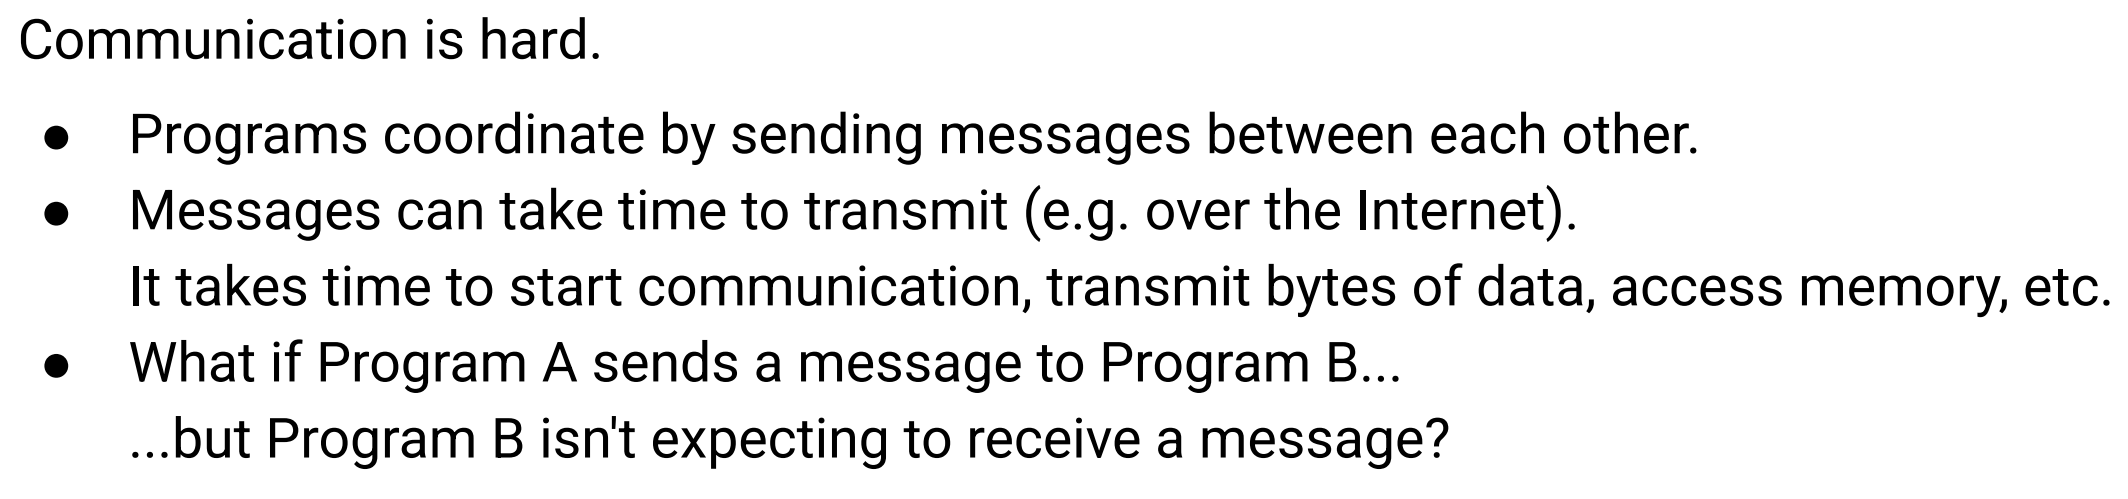 Communication is hard.
● Programs coordinate by sending messages between each other.
● Messages can take time to transmit (e.g. over the Internet).
It takes time to start communication, transmit bytes of data, access memory, etc.
● What if Program A sends a message to Program B...
...but Program B isn't expecting to receive a message?